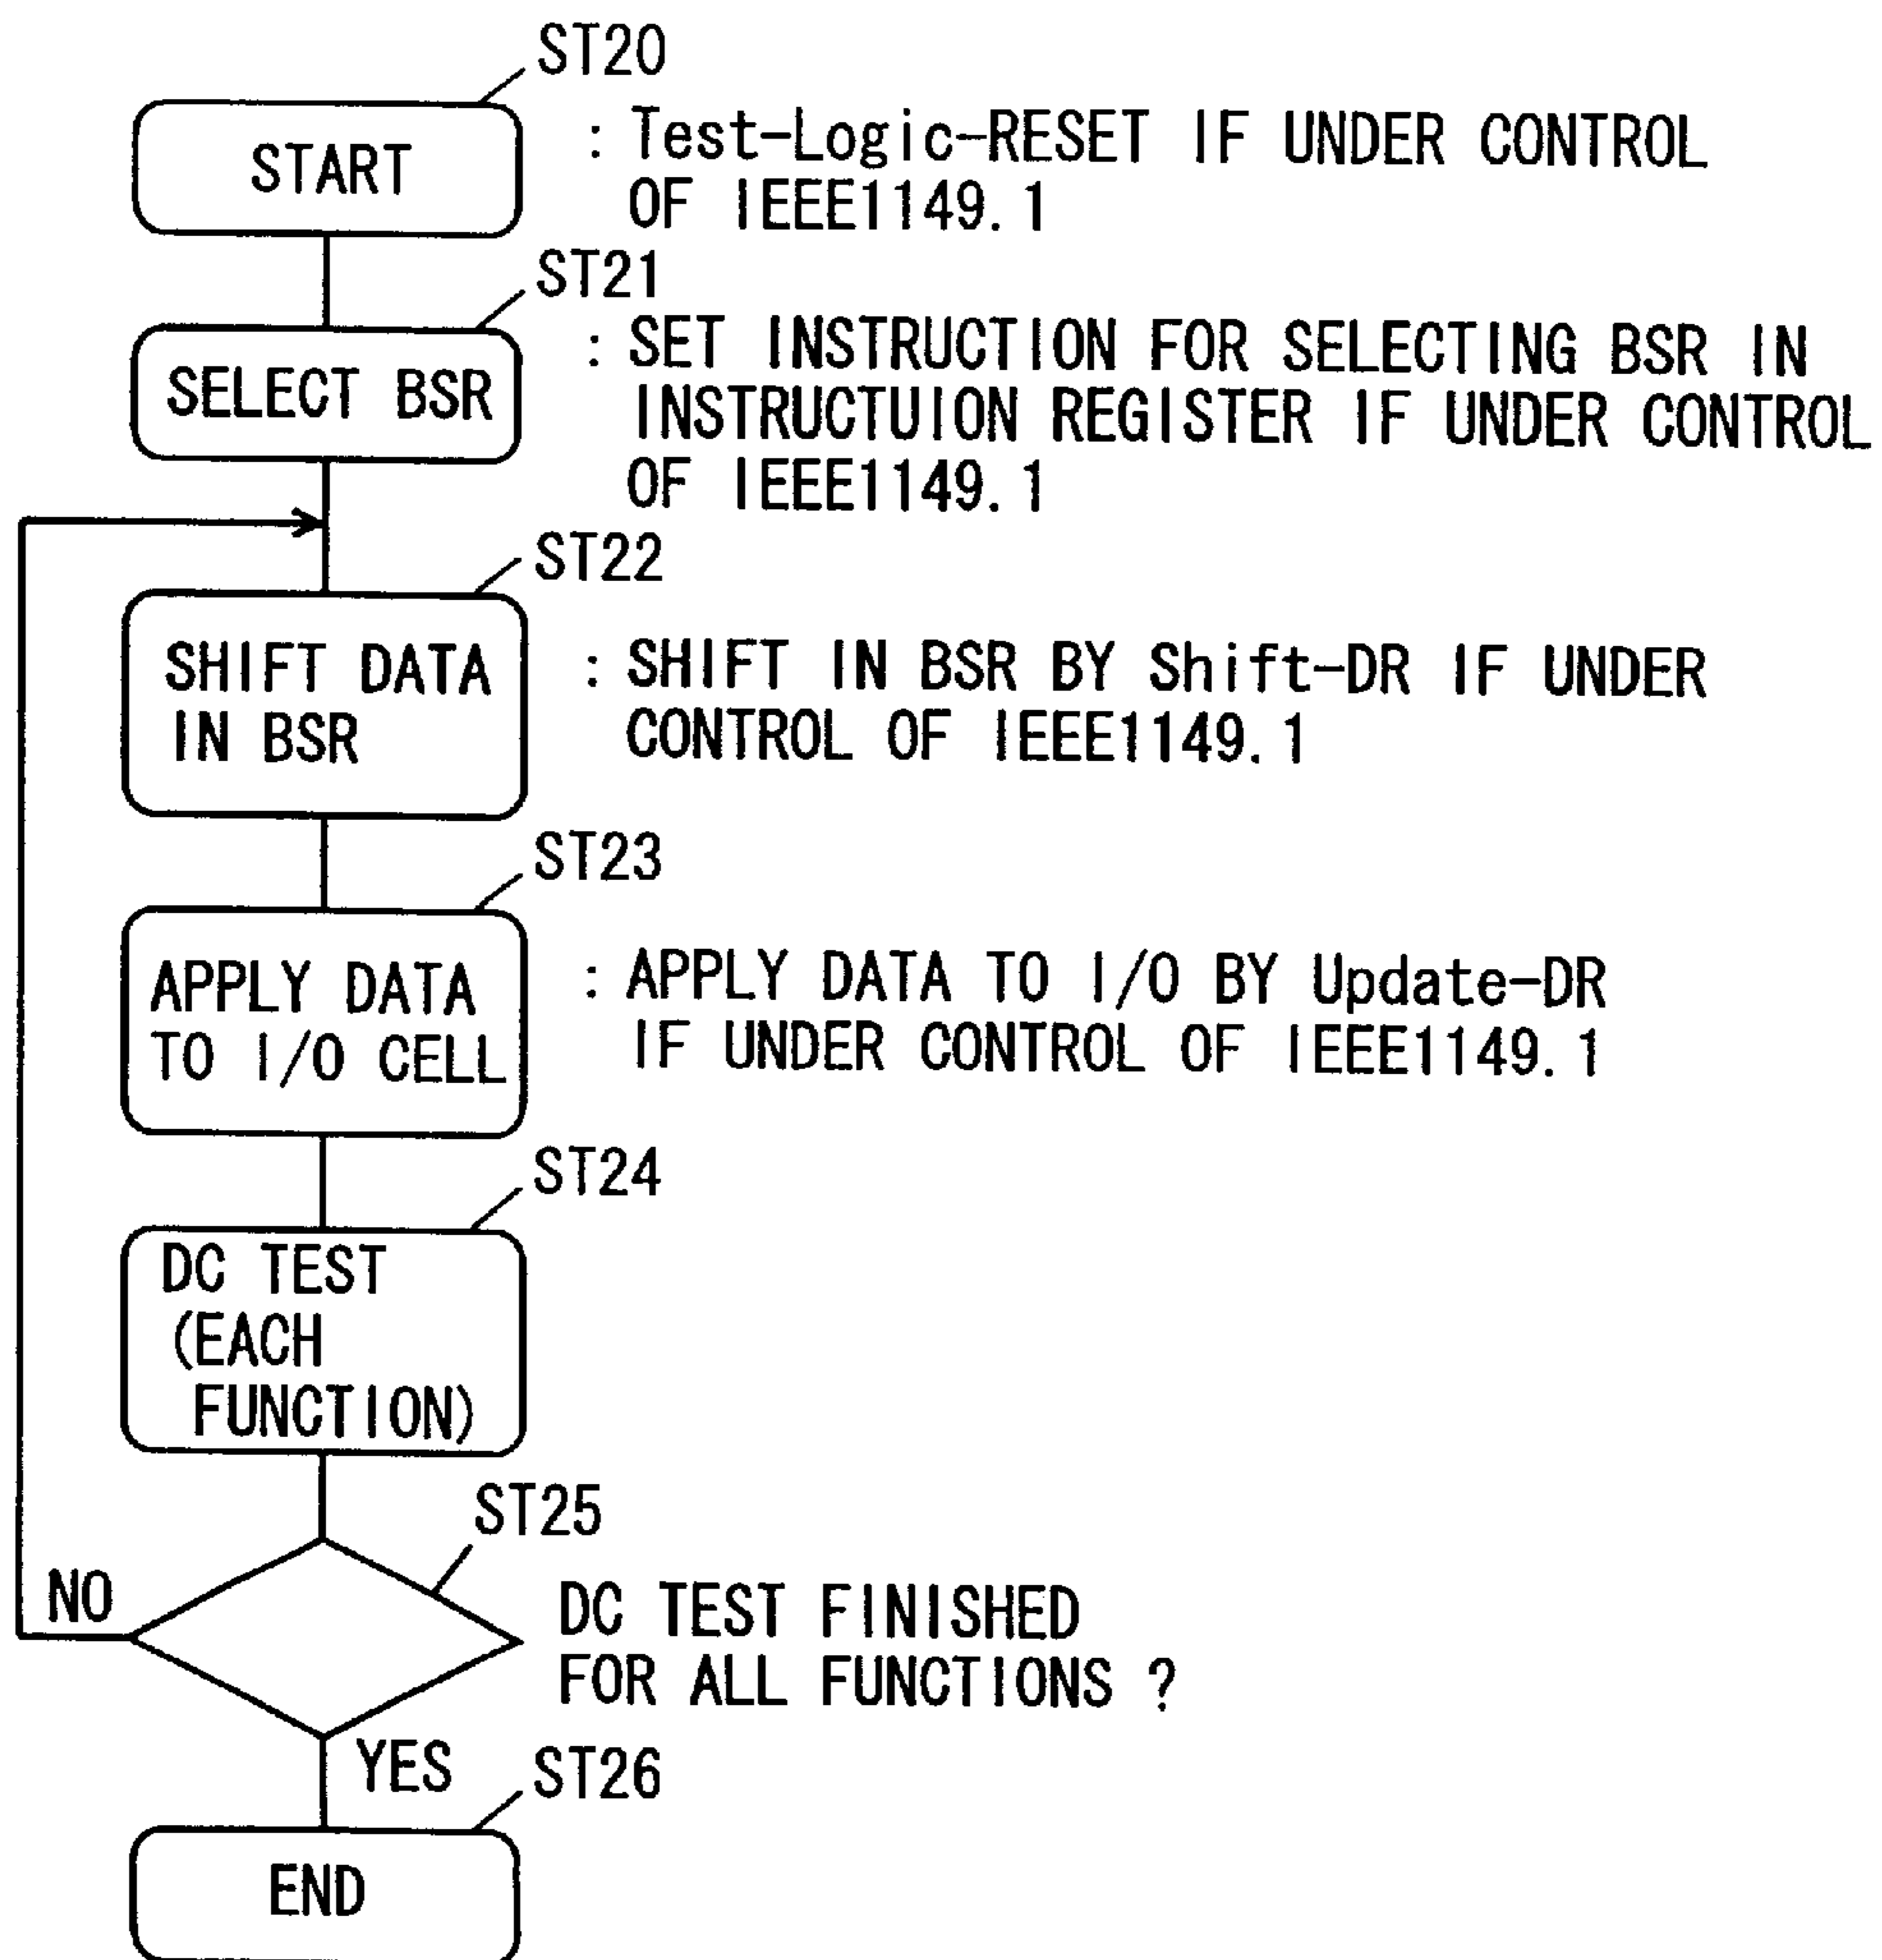 ST20
START
: Test-Logic-RESET IF UNDER CONTROL
OF IEEE1149.1
ST21
SELECT BSR
: SET INSTRUCTION FOR SELECTING BSR IN
INSTRUCTUION REGISTER IF UNDER CONTROL
OF IEEE1149.1
ST22
SHIFT DATA
IN BSR
: SHIFT IN BSR BY Shift-DR IF UNDER
CONTROL OF IEEE1149.1
ST23
APPLY DATA
TO I/O CELL
: APPLY DATA TO I/O BY Update-DR
IF UNDER CONTROL OF IEEE1149.1
ST24
DC TEST
(EACH
FUNCTION)
ST25
NO
DC TEST FINISHED
FOR ALL FUNCTIONS ?
YES
ST26
END